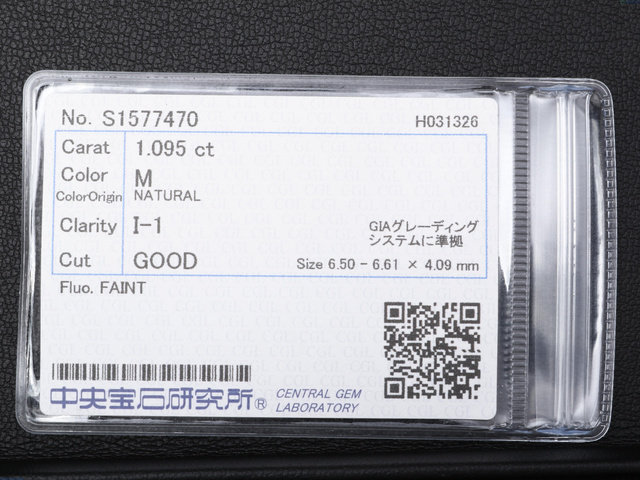 No. S1577470 H031326
Carat 1.095 ct
Color M
ColorOrigin NATURAL
Clarity I-1
GIAグレーディング
システムに準拠
Cut GOOD Size 6.50 - 6.61 × 4.09 mm
Fluo. FAINT
中央宝石研究所® CENTRAL GEM
LABORATORY